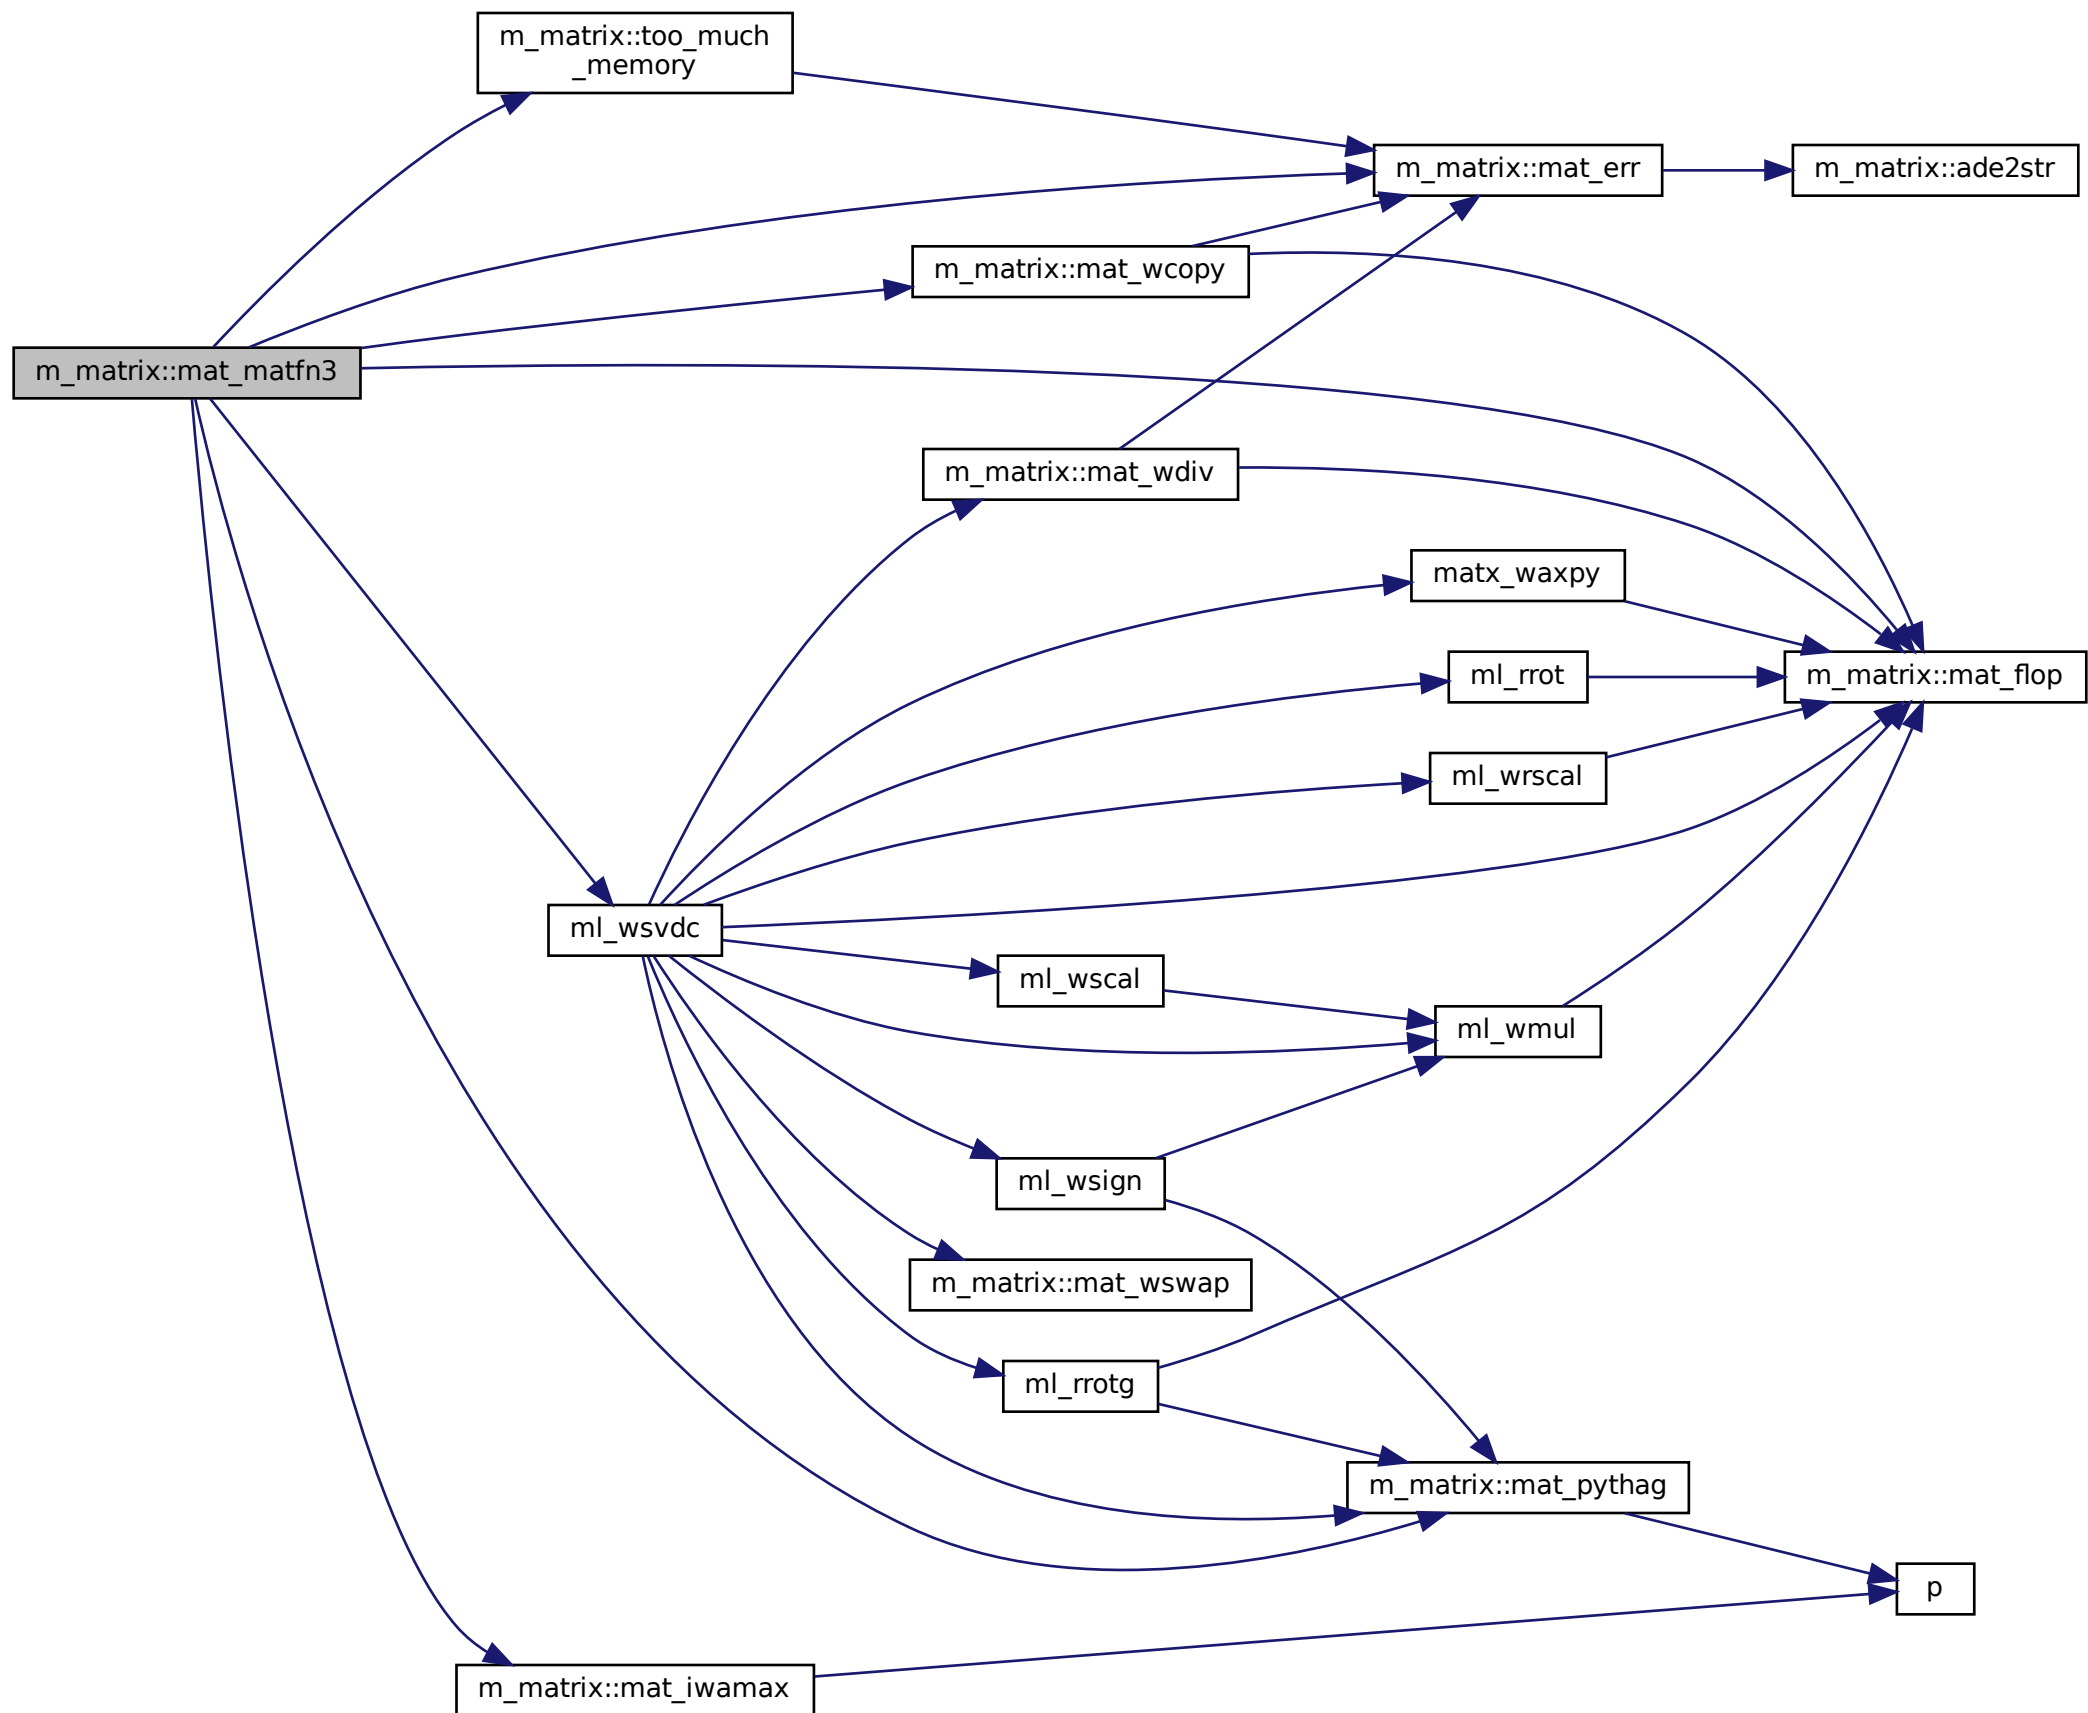 m_matrix::too_much
_memory
m_matrix::mat_err
m_matrix::ade2str
m_matrix::mat_wcopy
m_matrix::mat_matfn3
m_matrix::mat_wdiv
matx_waxpy
ml_rrot
m_matrix::mat_flop
ml_wrscal
ml_wsvdc
ml_wscal
ml_wmul
ml_wsign
m_matrix::mat_wswap
ml_rrotg
m_matrix::mat_pythag
p
m_matrix::mat_iwamax